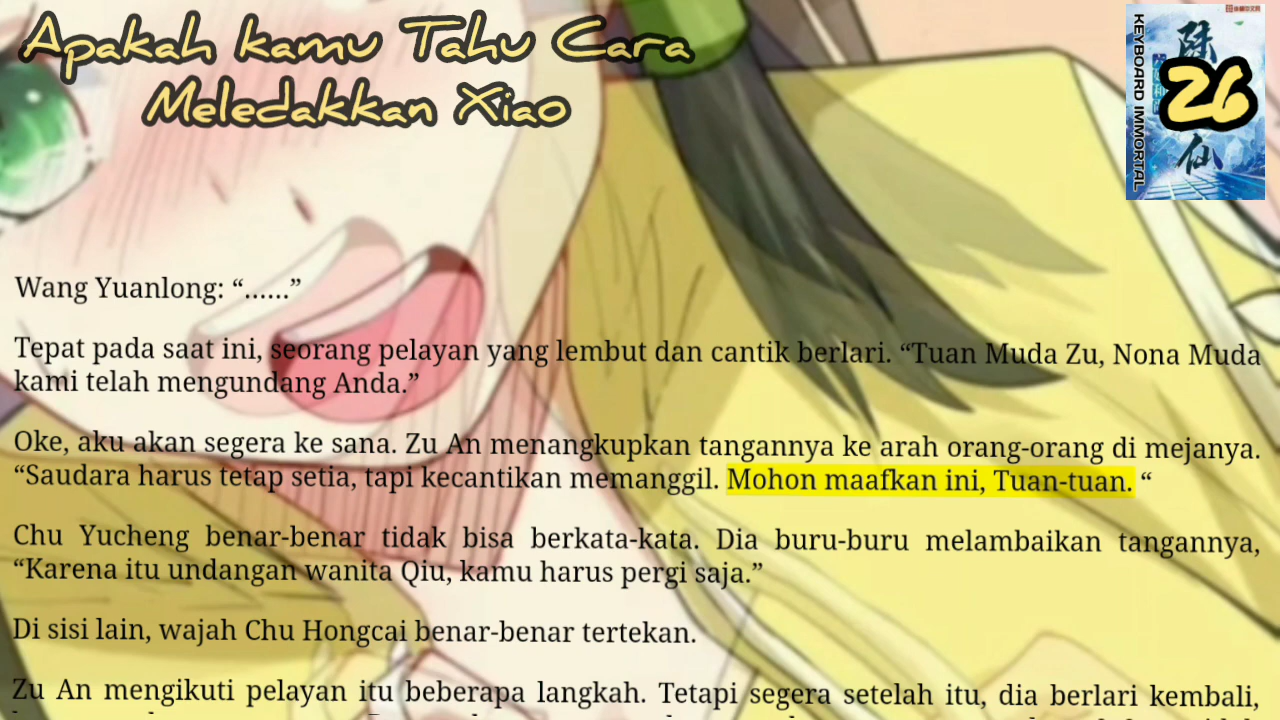 Apakah kamu Tahu Cara
Meledakkan Xiao
KEYBOARD IMMORTAL
26
仙
Wang Yuanlong: “......”
Tepat pada saat ini, seorang pelayan yang lembut dan cantik berlari. “Tuan Muda Zu, Nona Muda
kami telah mengundang Anda.”
Oke, aku akan segera ke sana. Zu An menangkupkan tangannya ke arah orang-orang di mejanya.
“Saudara harus tetap setia, tapi kecantikan memanggil. Mohon maafkan ini, Tuan-tuan. “
Chu Yucheng benar-benar tidak bisa berkata-kata. Dia buru-buru melambaikan tangannya,
“Karena itu undangan wanita Qiu, kamu harus pergi saja.”
Di sisi lain, wajah Chu Hongcai benar-benar tertekan.
Zu An mengikuti pelayan itu beberapa langkah. Tetapi segera setelah itu, dia berlari kembali,